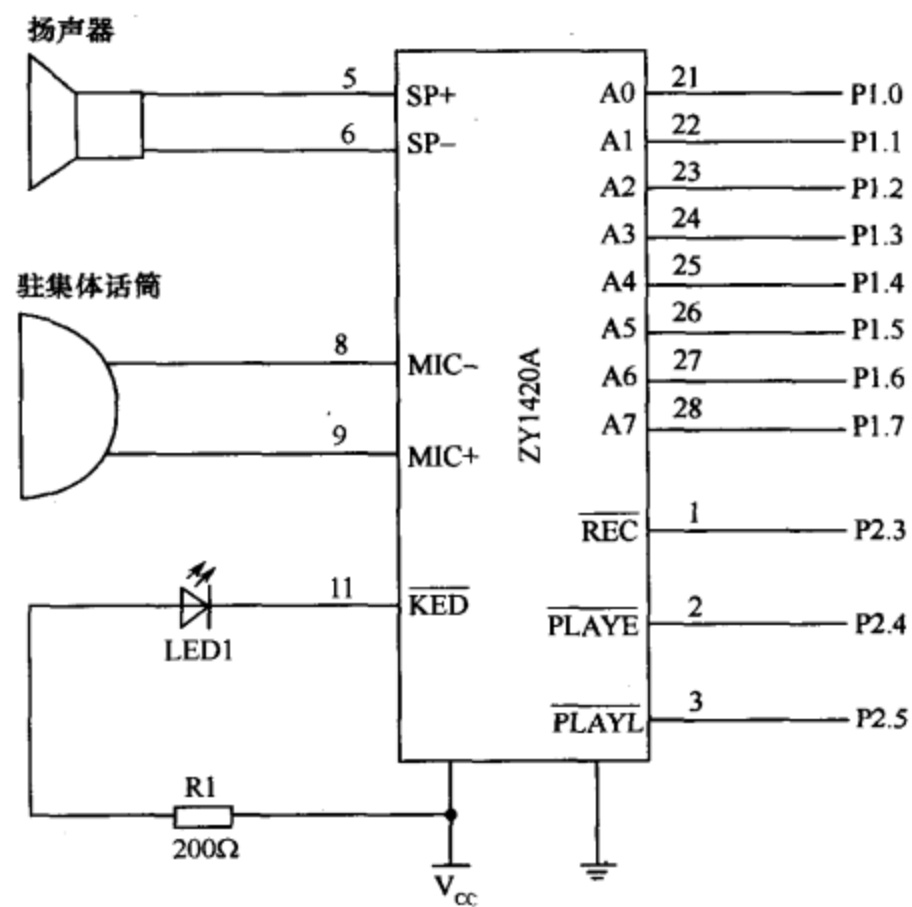 扬声器
5 SP+ A0 21 P1.0
6 SP− A1 22 P1.1
A2 23 P1.2
A3 24 P1.3
驻集体话筒
A4 25 P1.4
8 MIC− A5 26 P1.5
A6 27 P1.6
ZY1420A
A7 28 P1.7
9 MIC+
REC 1 P2.3
11 KED PLAYE 2 P2.4
LED1
PLAYL 3 P2.5
R1
200Ω
VCC